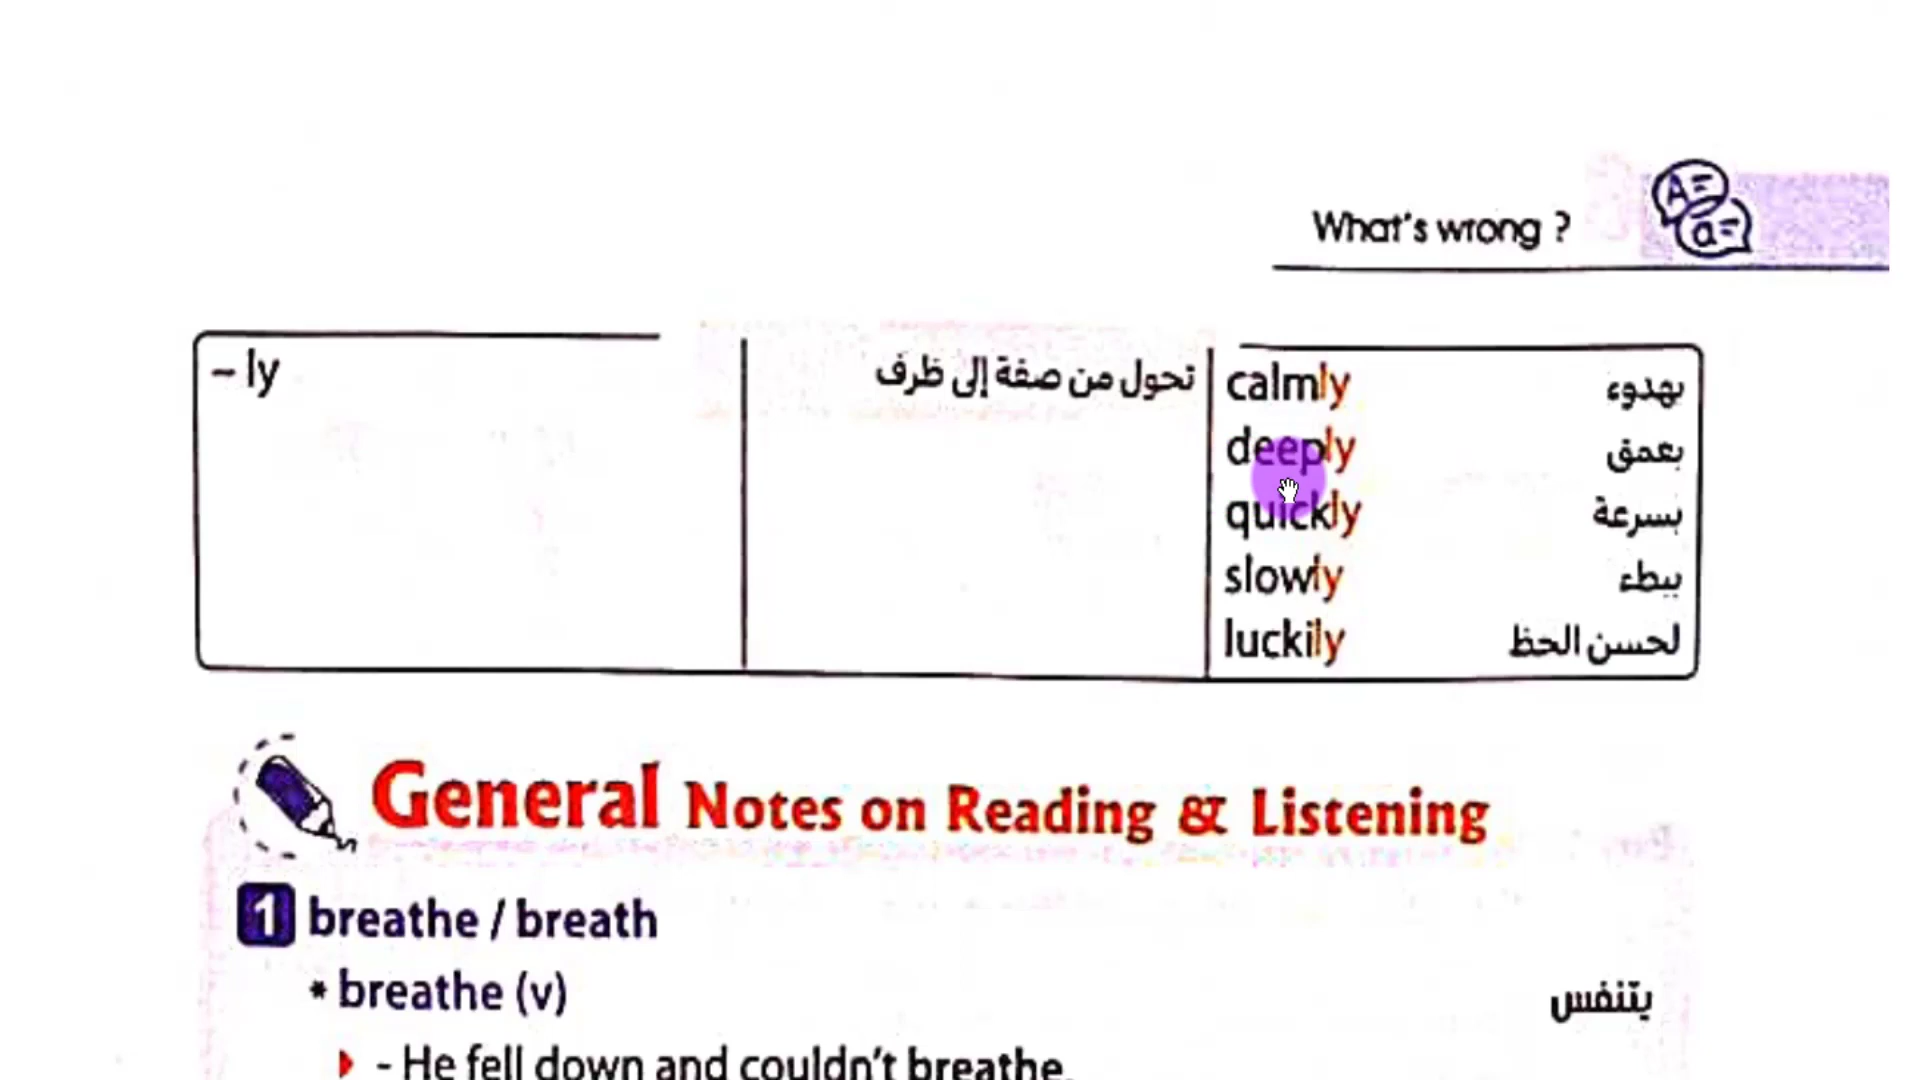 What's wrong ?
A=
a=
– ly تحول من صفة إلى ظرف calmly بهدوء
deeply بعمق
quickly بسرعة
slowly ببطء
luckily لحسن الحظ
General Notes on Reading & Listening
1 breathe / breath
* breathe (v) يتنفس
- He fell down and couldn't breathe.